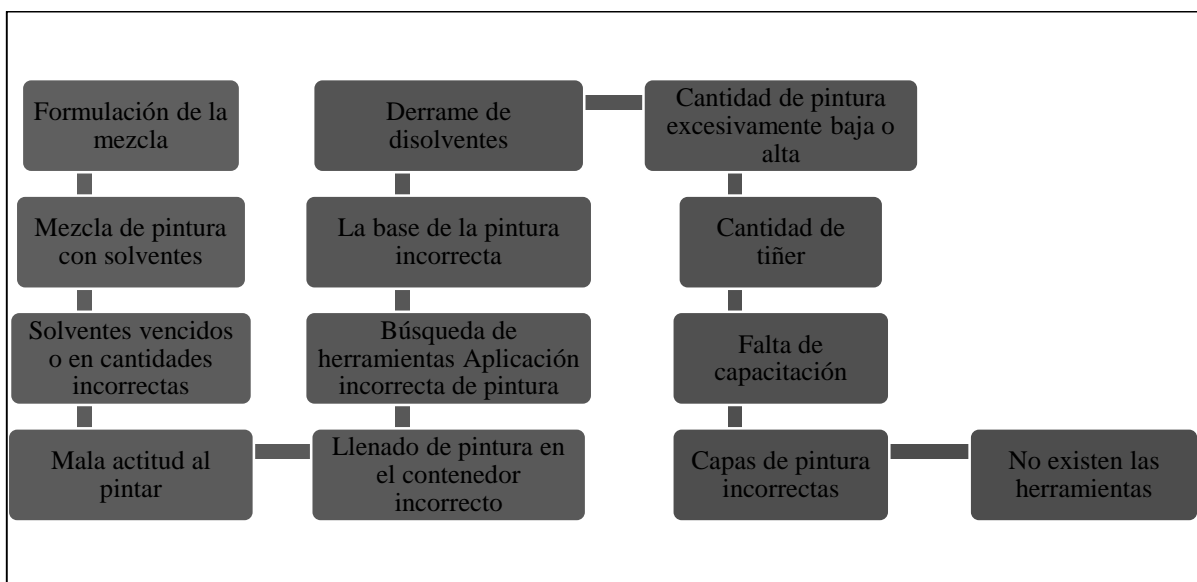 Formulación de la
mezcla
Mezcla de pintura
con solventes
Solventes vencidos
o en cantidades
incorrectas
Mala actitud al
pintar
Llenado de pintura en
el contenedor
incorrecto
Búsqueda de
herramientas Aplicación
incorrecta de pintura
La base de la pintura
incorrecta
Derrame de
disolventes
Cantidad de pintura
excesivamente baja o
alta
Cantidad de
tiñer
Falta de
capacitación
Capas de pintura
incorrectas
No existen las
herramientas